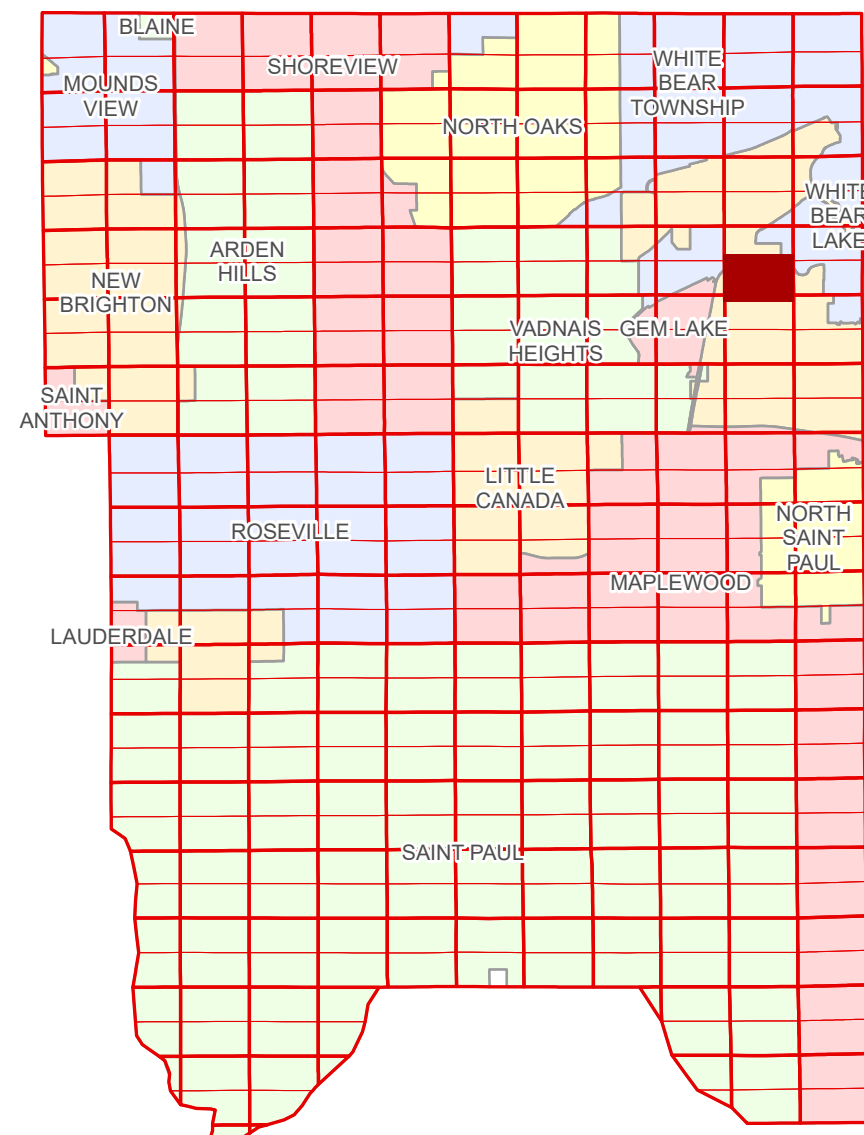 BLAINE
SHOREVIEW
WHITE
BEAR
TOWNSHIP
MOUNDS
VIEW
NORTH OAKS
WHITE
BEAR
LAKE
ARDEN
HILLS
NEW
BRIGHTON
VADNAIS
HEIGHTS
GEM LAKE
SAINT
ANTHONY
LITTLE
CANADA
NORTH
SAINT
PAUL
ROSEVILLE
MAPLEWOOD
LAUDERDALE
SAINT PAUL